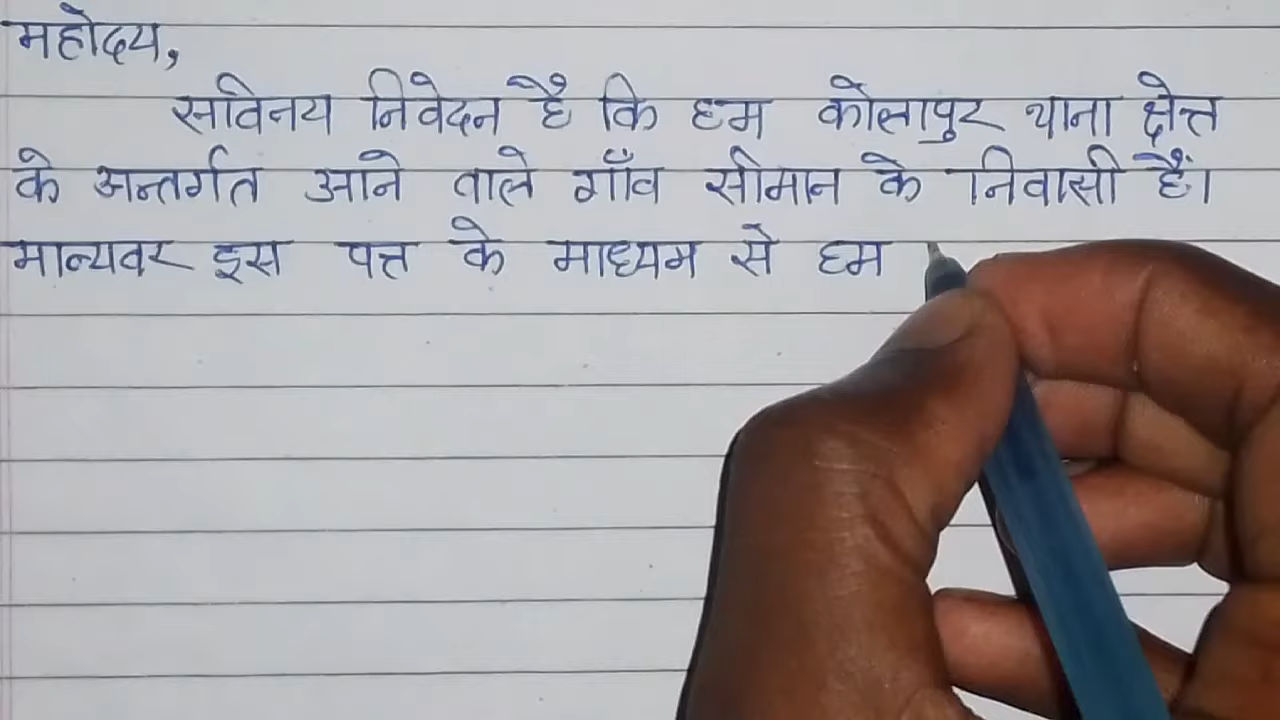 महोदय,
सविनय निवेदन है कि हम कोलापुर थाना क्षेत्र
के अन्तर्गत आने वाले गाँव सीमान के निवासी हैं।
मान्यवर इस पत्र के माध्यम से हम